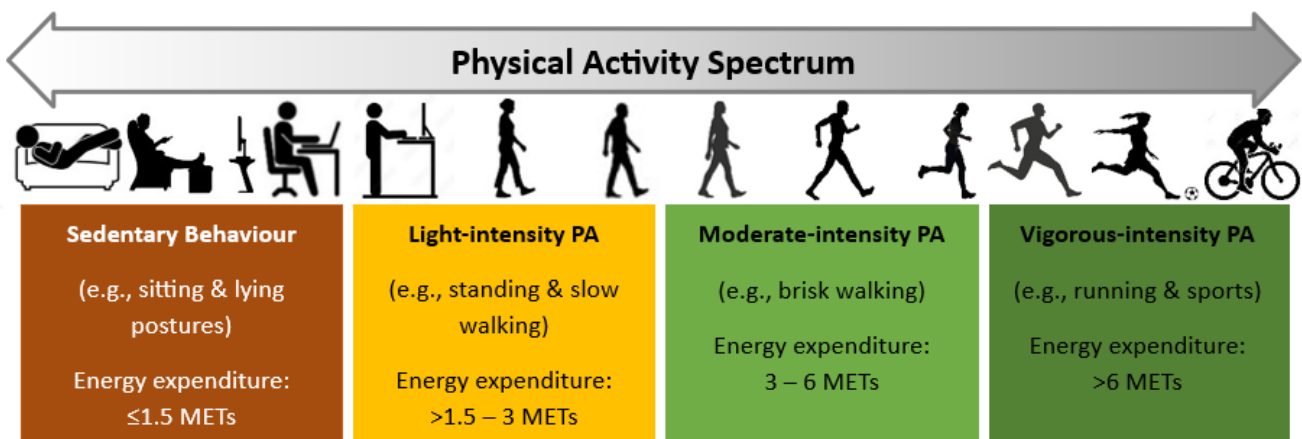 Physical Activity Spectrum
Sedentary Behaviour
(e.g., sitting & lying
postures)
Energy expenditure:
≤1.5 METs
Light-intensity PA
(e.g., standing & slow
walking)
Energy expenditure:
>1.5 – 3 METs
Moderate-intensity PA
(e.g., brisk walking)
Energy expenditure:
3 – 6 METs
Vigorous-intensity PA
(e.g., running & sports)
Energy expenditure:
>6 METs